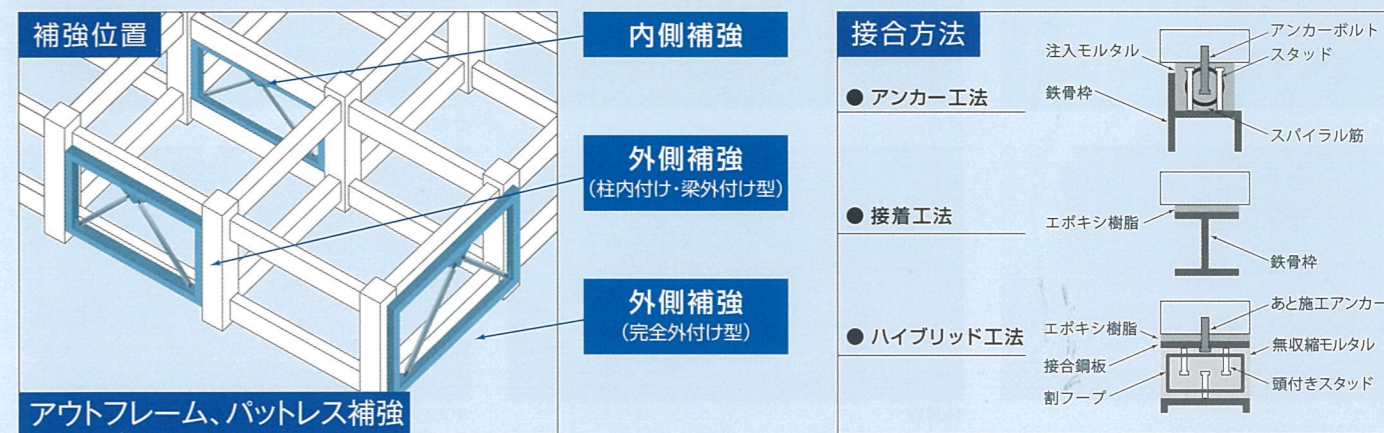 補強位置
内側補強
外側補強
(柱内付け・梁外付け型)
外側補強
(完全外付け型)
アウトフレーム、パットレス補強
接合方法
● アンカー工法
アンカーボルト
注入モルタル
スタッド
鉄骨枠
スパイラル筋
● 接着工法
エポキシ樹脂
鉄骨枠
● ハイブリッド工法
あと施工アンカー
エポキシ樹脂
無収縮モルタル
接合鋼板
頭付きスタッド
割フープ